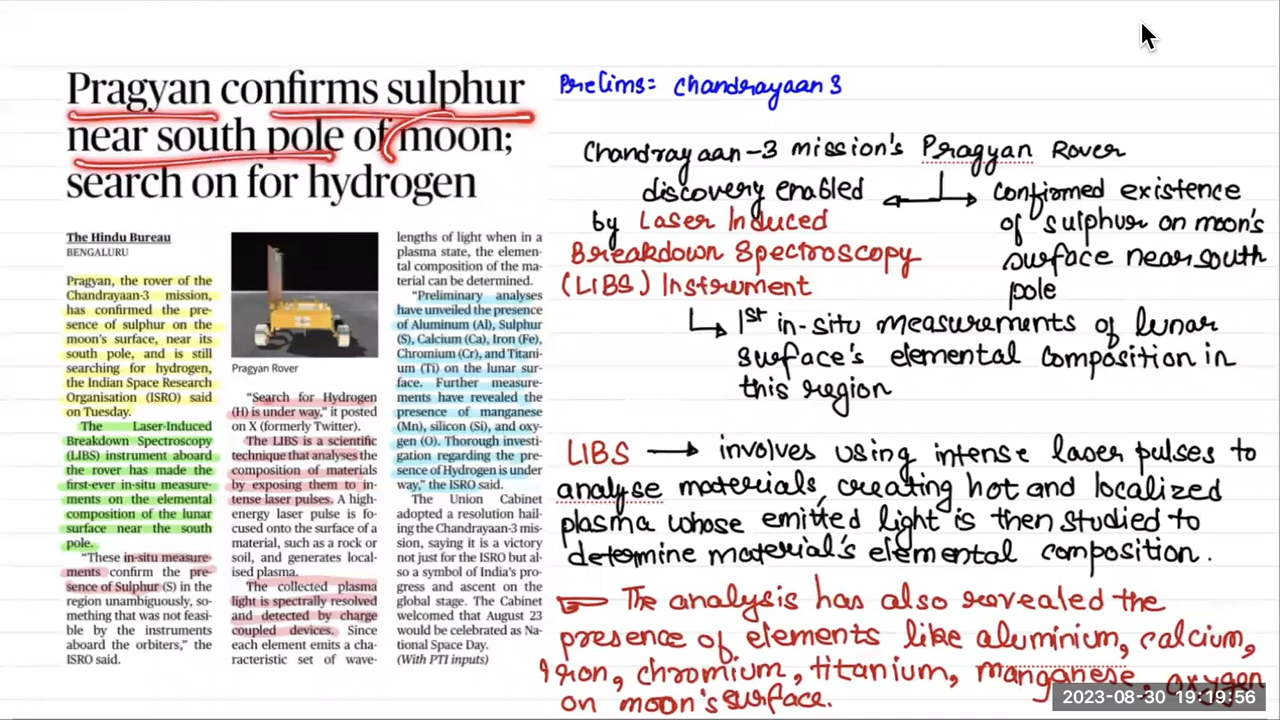 Pragyan confirms sulphur
near south pole of moon;
search on for hydrogen
The Hindu Bureau
BENGALURU
Pragyan, the rover of the
Chandrayaan-3 mission,
has confirmed the pre-
sence of sulphur on the
moon's surface, near its
south pole, and is still
searching for hydrogen,
the Indian Space Research
Organisation (ISRO) said
on Tuesday.
The Laser-Induced
Breakdown Spectroscopy
(LIBS) instrument aboard
the rover has made the
first-ever in-situ measure-
ments on the elemental
composition of the lunar
surface near the south
pole.
"These in-situ measure-
ments confirm the pre-
sence of Sulphur (S) in the
region unambiguously, so-
mething that was not feasi-
ble by the instruments
aboard the orbiters," the
ISRO said.
Pragyan Rover
"Search for Hydrogen
(H) is under way," it posted
on X (formerly Twitter).
The LIBS is a scientific
technique that analyses the
composition of materials
by exposing them to in-
tense laser pulses. A high-
energy laser pulse is fo-
cused onto the surface of a
material, such as a rock or
soil, and generates local-
ised plasma.
The collected plasma
light is spectrally resolved
and detected by charge
coupled devices. Since
each element emits a cha-
racteristic set of wave-
lengths of light when in a
plasma state, the elemen-
tal composition of the ma-
terial can be determined.
"Preliminary analyses
have unveiled the presence
of Aluminum (Al), Sulphur
(S), Calcium (Ca), Iron (Fe),
Chromium (Cr), and Titani-
um (Ti) on the lunar sur-
face. Further measure-
ments have revealed the
presence of manganese
(Mn), silicon (Si), and oxy-
gen (O). Thorough investi-
gation regarding the pre-
sence of Hydrogen is under
way," the ISRO said.
The Union Cabinet
adopted a resolution hail-
ing the Chandrayaan-3 mis-
sion, saying it is a victory
not just for the ISRO but al-
so a symbol of India's pro-
gress and ascent on the
global stage. The Cabinet
welcomed that August 23
would be celebrated as Na-
tional Space Day.
(With PTI inputs)
Prelims: Chandrayaan 3
Chandrayaan-3 mission's Pragyan Rover
discovery enabled
by Laser Induced
Breakdown Spectroscopy
(LIBS) Instrument
confirmed existence
of sulphur on moon's
surface near south
pole
1st in-situ measurements of lunar
surface's elemental composition in
this region
LIBS → involves using intense laser pulses to
analyse materials, creating hot and localized
plasma whose emitted light is then studied to
determine material's elemental composition.
The analysis has also revealed the
presence of elements like aluminium, calcium,
iron, chromium, titanium, manganese, oxygen
on moon's surface.
2023-08-30 19:19:56